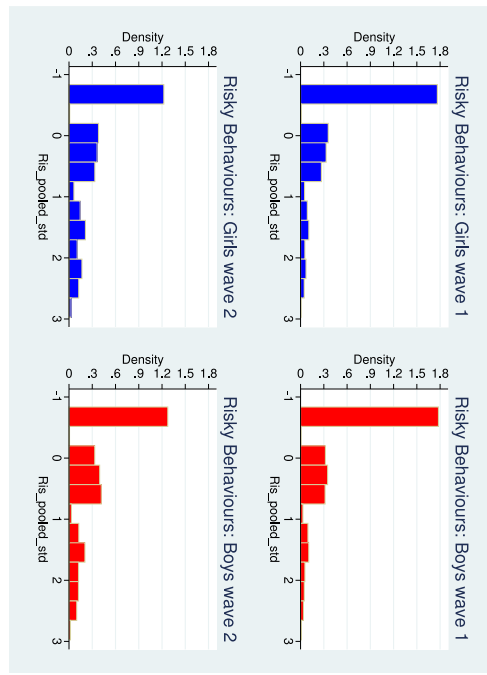 Risky Behaviours: Girls wave 1
Density
0 .3 .6 .9 1.2 1.5 1.8
-1 0 1 2 3
Ris_pooled_std
Risky Behaviours: Boys wave 1
Density
0 .3 .6 .9 1.2 1.5 1.8
-1 0 1 2 3
Ris_pooled_std
Risky Behaviours: Girls wave 2
Density
0 .3 .6 .9 1.2 1.5 1.8
-1 0 1 2 3
Ris_pooled_std
Risky Behaviours: Boys wave 2
Density
0 .3 .6 .9 1.2 1.5 1.8
-1 0 1 2 3
Ris_pooled_std